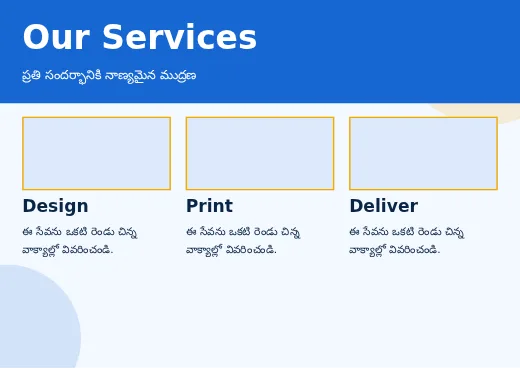 Our Services
ప్రతి సందర్భానికి నాణ్యమైన ముద్రణ
Design
ఈ సేవను ఒకటి రెండు చిన్న
వాక్యాల్లో వివరించండి.
Print
ఈ సేవను ఒకటి రెండు చిన్న
వాక్యాల్లో వివరించండి.
Deliver
ఈ సేవను ఒకటి రెండు చిన్న
వాక్యాల్లో వివరించండి.